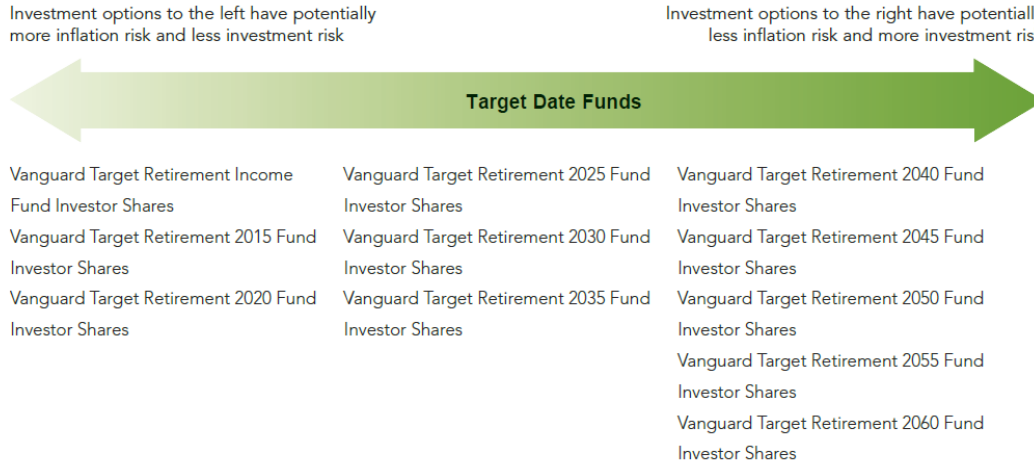 Investment options to the left have potentially
more inflation risk and less investment risk
Investment options to the right have potentiall
less inflation risk and more investment ris
Target Date Funds
Vanguard Target Retirement Income
Fund Investor Shares
Vanguard Target Retirement 2015 Fund
Investor Shares
Vanguard Target Retirement 2020 Fund
Investor Shares
Vanguard Target Retirement 2025 Fund
Investor Shares
Vanguard Target Retirement 2030 Fund
Investor Shares
Vanguard Target Retirement 2035 Fund
Investor Shares
Vanguard Target Retirement 2040 Fund
Investor Shares
Vanguard Target Retirement 2045 Fund
Investor Shares
Vanguard Target Retirement 2050 Fund
Investor Shares
Vanguard Target Retirement 2055 Fund
Investor Shares
Vanguard Target Retirement 2060 Fund
Investor Shares